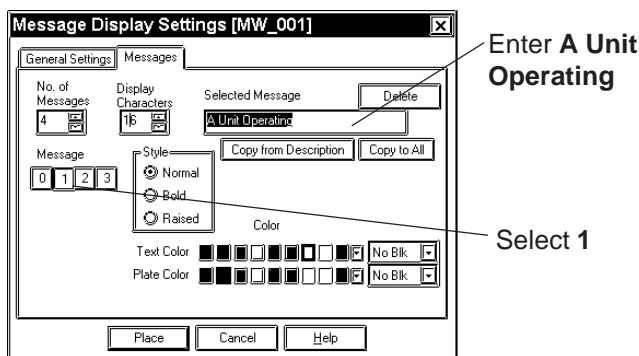 Message Display Settings [MW_001]
General Settings Messages
No. of Messages
4
Display Characters
16
Selected Message
Delete
A Unit Operating
Copy from Description Copy to All
Message
0 1 2 3
Style
Normal
Bold
Raised
Color
Text Color No Blk
Plate Color No Blk
Place Cancel Help
Enter A Unit
Operating
Select 1